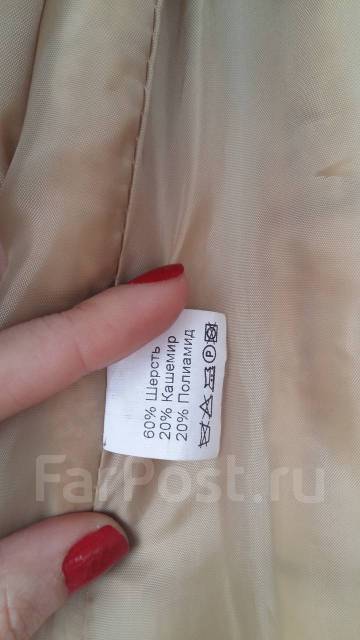 60% Шерсть
20% Кашемир
20% Полиамид
P
FarPost.ru